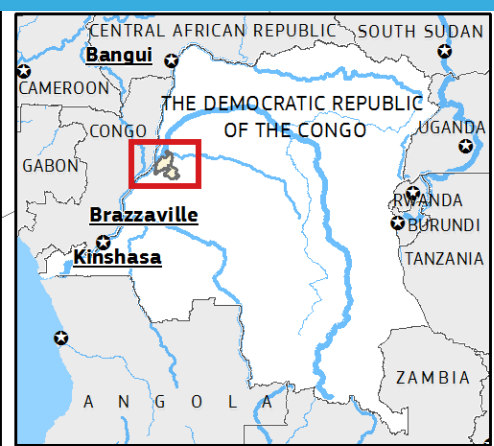 CENTRAL AFRICAN REPUBLIC
SOUTH SUDAN
Bangui
CAMEROON
THE DEMOCRATIC REPUBLIC
OF THE CONGO
CONGO
UGANDA
GABON
RWANDA
Brazzaville
BURUNDI
Kinshasa
TANZANIA
ZAMBIA
ANGOLA